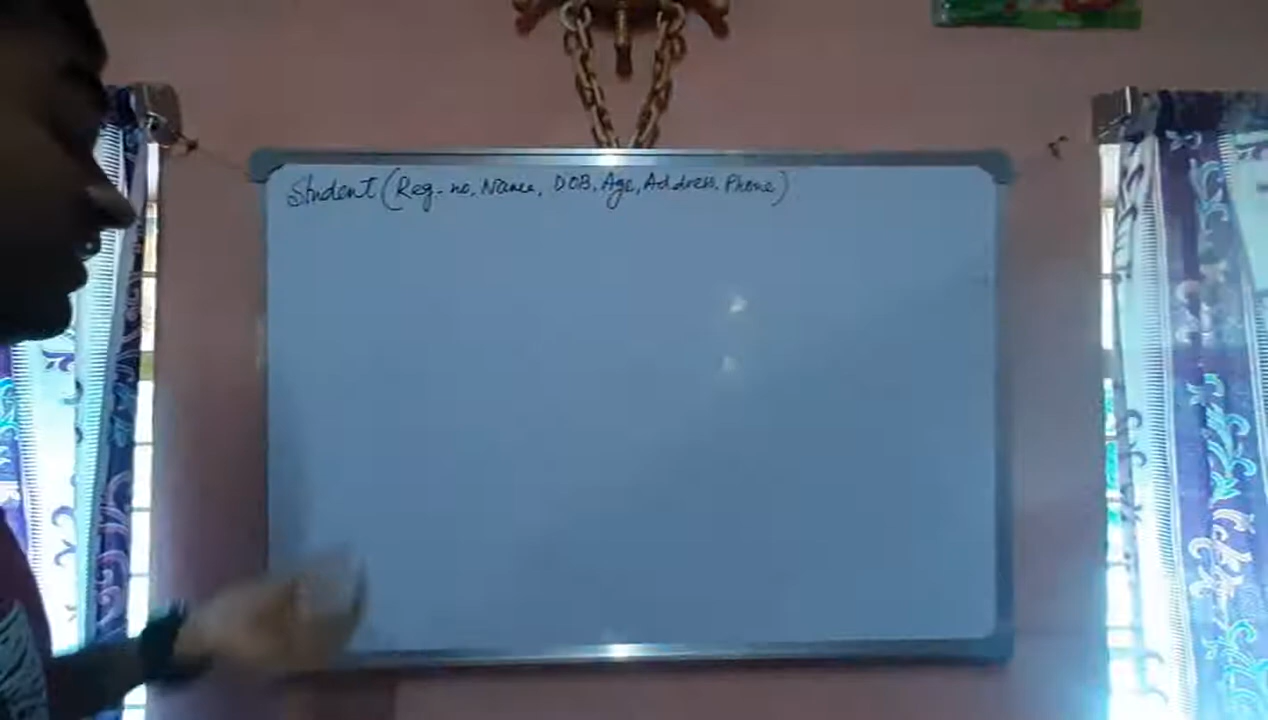 Student (Reg- no, Name, DOB, Age, Address, Phone)